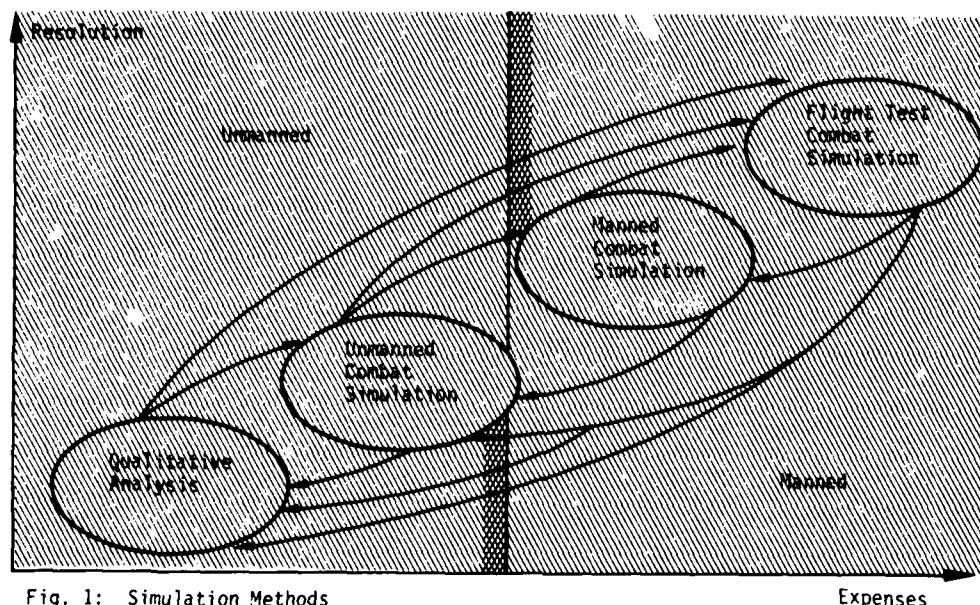 Resolution
Unmanned
Flight Test
Combat
Simulation
Manned
Combat
Simulation
Unmanned
Combat
Simulation
Qualitative
Analysis
Manned
Fig. 1: Simulation Methods
Expenses